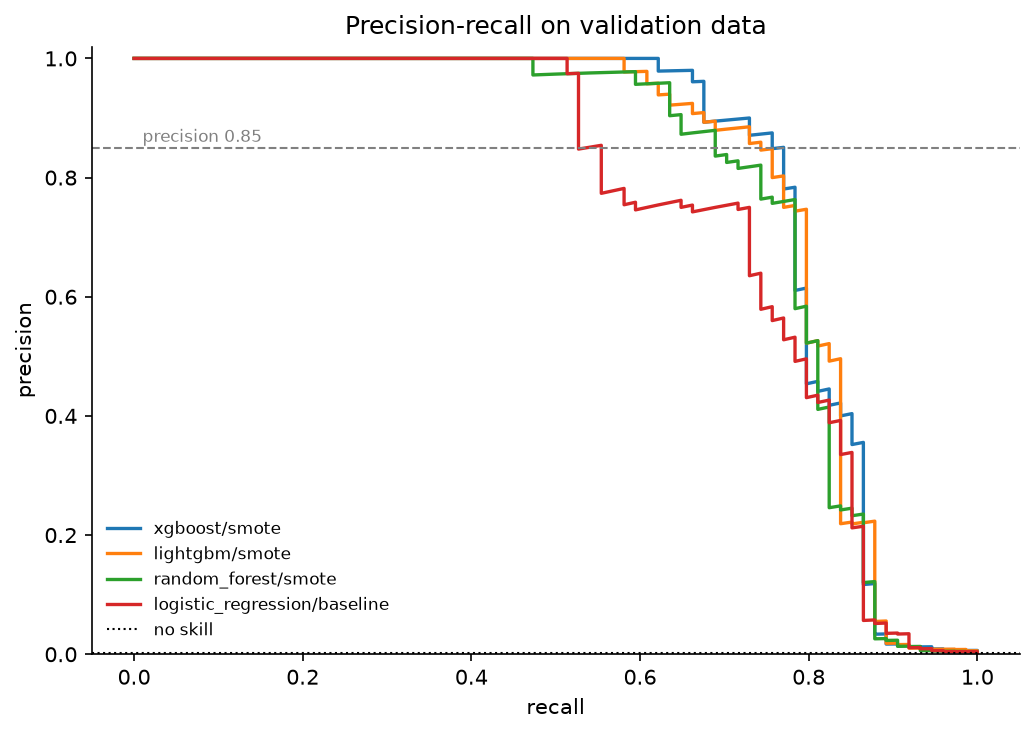 Precision-recall on validation data
1.0
0.8
0.6
0.4
0.2
0.0
precision
precision 0.85
xgboost/smote
lightgbm/smote
random_forest/smote
logistic_regression/baseline
no skill
0.0 0.2 0.4 0.6 0.8 1.0
recall